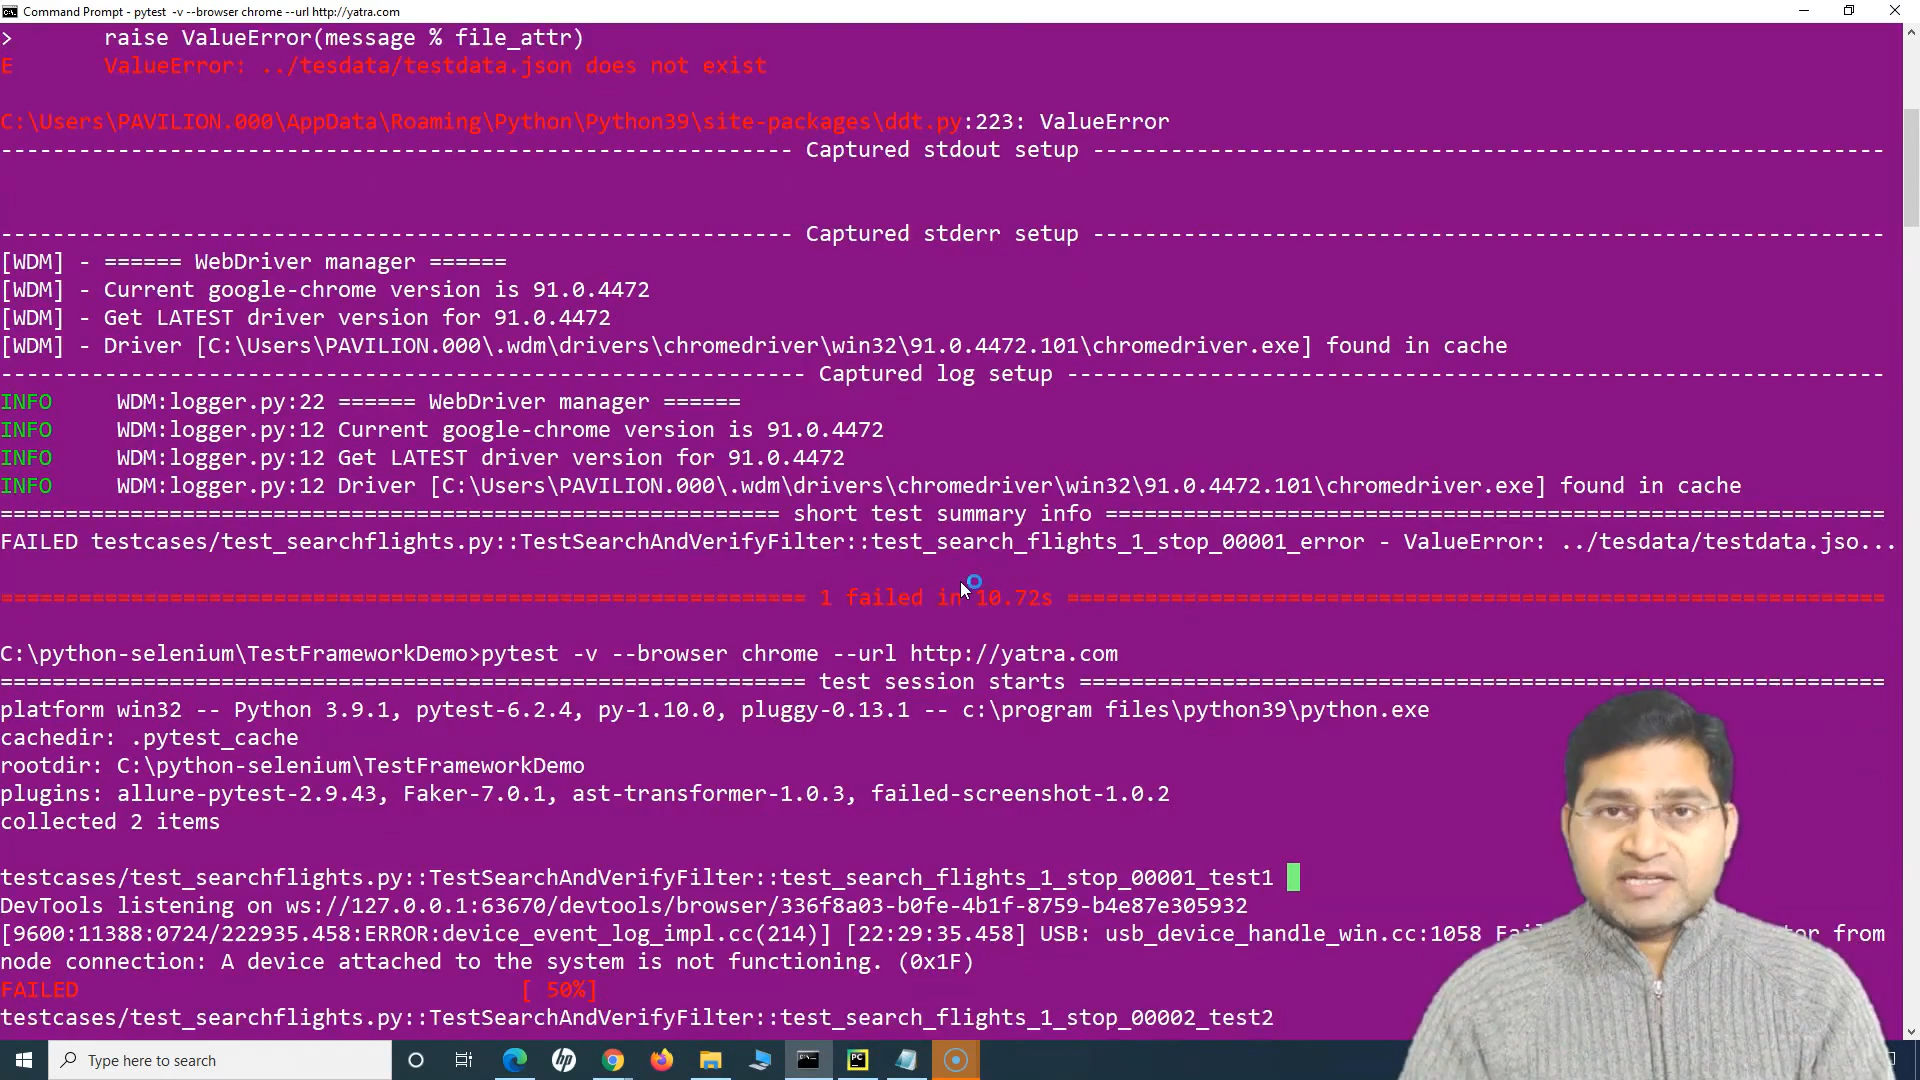 Command Prompt - pytest -v --browser chrome --url http://yatra.com
> raise ValueError(message % file_attr)
E ValueError: ../tesdata/testdata.json does not exist
C:\Users\PAVILION.000\AppData\Roaming\Python\Python39\site-packages\ddt.py:223: ValueError
------------------------------------------------------------- Captured stdout setup -------------------------------------------------------------
------------------------------------------------------------- Captured stderr setup -------------------------------------------------------------
[WDM] - ====== WebDriver manager ======
[WDM] - Current google-chrome version is 91.0.4472
[WDM] - Get LATEST driver version for 91.0.4472
[WDM] - Driver [C:\Users\PAVILION.000\.wdm\drivers\chromedriver\win32\91.0.4472.101\chromedriver.exe] found in cache
-------------------------------------------------------------- Captured log setup ---------------------------------------------------------------
INFO WDM:logger.py:22 ====== WebDriver manager ======
INFO WDM:logger.py:12 Current google-chrome version is 91.0.4472
INFO WDM:logger.py:12 Get LATEST driver version for 91.0.4472
INFO WDM:logger.py:12 Driver [C:\Users\PAVILION.000\.wdm\drivers\chromedriver\win32\91.0.4472.101\chromedriver.exe] found in cache
============================================================ short test summary info ============================================================
FAILED testcases/test_searchflights.py::TestSearchAndVerifyFilter::test_search_flights_1_stop_00001_error - ValueError: ../tesdata/testdata.jso...
============================================================== 1 failed in 10.72s ===============================================================
C:\python-selenium\TestFrameworkDemo>pytest -v --browser chrome --url http://yatra.com
============================================================== test session starts ==============================================================
platform win32 -- Python 3.9.1, pytest-6.2.4, py-1.10.0, pluggy-0.13.1 -- c:\program files\python39\python.exe
cachedir: .pytest_cache
rootdir: C:\python-selenium\TestFrameworkDemo
plugins: allure-pytest-2.9.43, Faker-7.0.1, ast-transformer-1.0.3, failed-screenshot-1.0.2
collected 2 items
testcases/test_searchflights.py::TestSearchAndVerifyFilter::test_search_flights_1_stop_00001_test1
DevTools listening on ws://127.0.0.1:63670/devtools/browser/336f8a03-b0fe-4b1f-8759-b4e87e305932
[9600:11388:0724/222935.458:ERROR:device_event_log_impl.cc(214)] [22:29:35.458] USB: usb_device_handle_win.cc:1058 from
node connection: A device attached to the system is not functioning. (0x1F)
FAILED [ 50%]
testcases/test_searchflights.py::TestSearchAndVerifyFilter::test_search_flights_1_stop_00002_test2
Type here to search